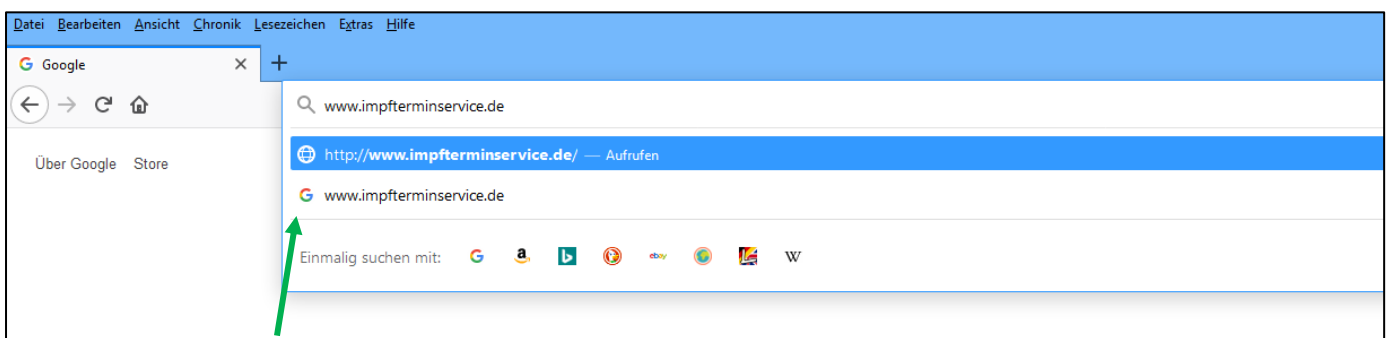 Datei Bearbeiten Ansicht Chronik Lesezeichen Extras Hilfe
Google
www.impfterminservice.de
http://www.impfterminservice.de/ — Aufrufen
www.impfterminservice.de
Über Google Store
Einmalig suchen mit: G a b ebay W